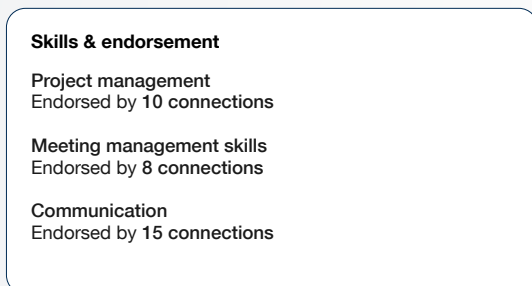 Skills & endorsement
Project management
Endorsed by 10 connections
Meeting management skills
Endorsed by 8 connections
Communication
Endorsed by 15 connections